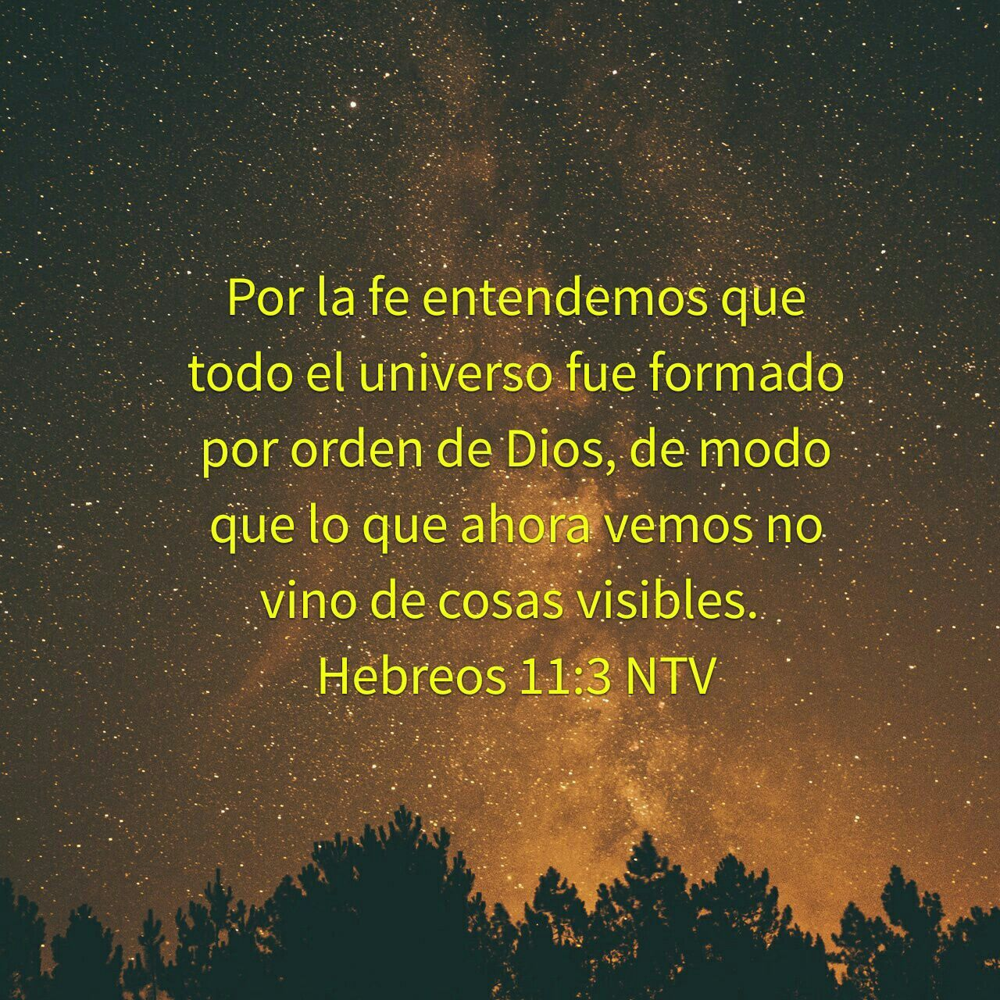 Por la fe entendemos que
todo el universo fue formado
por orden de Dios, de modo
que lo que ahora vemos no
vino de cosas visibles.
Hebreos 11:3 NTV